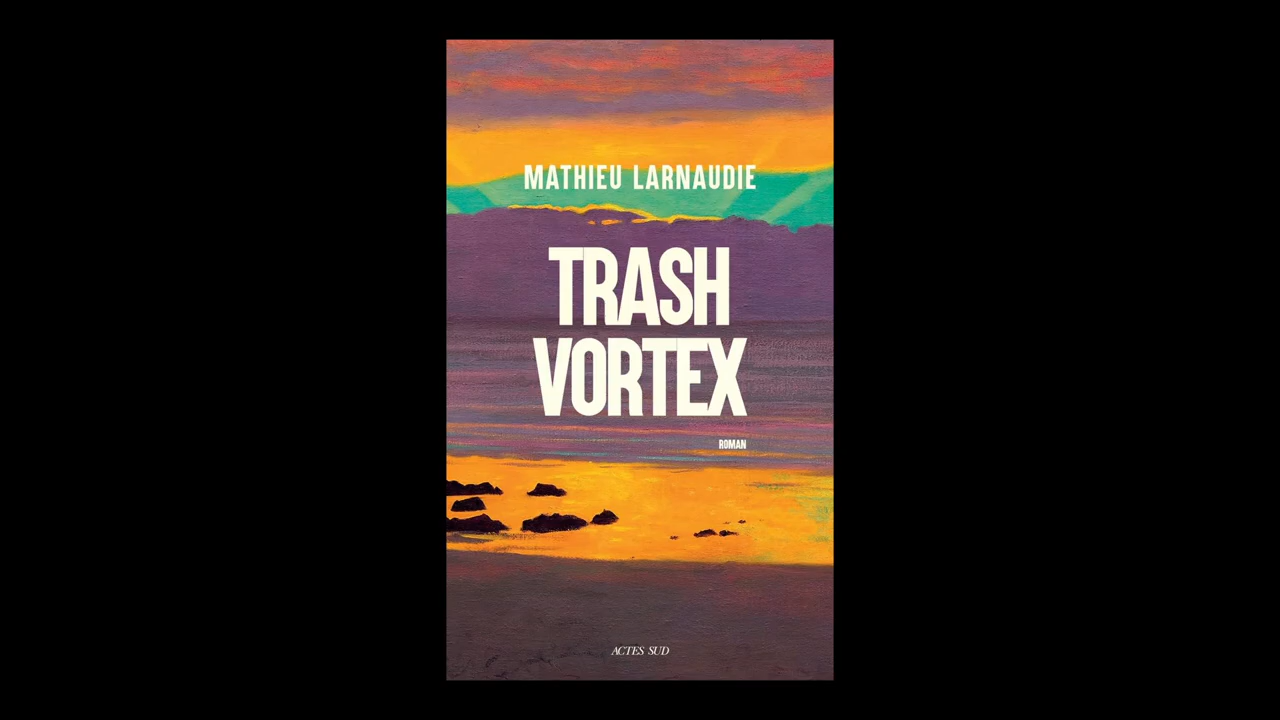 MATHIEU LARNAUDIE
TRASH
VORTEX
ROMAN
ACTES SUD